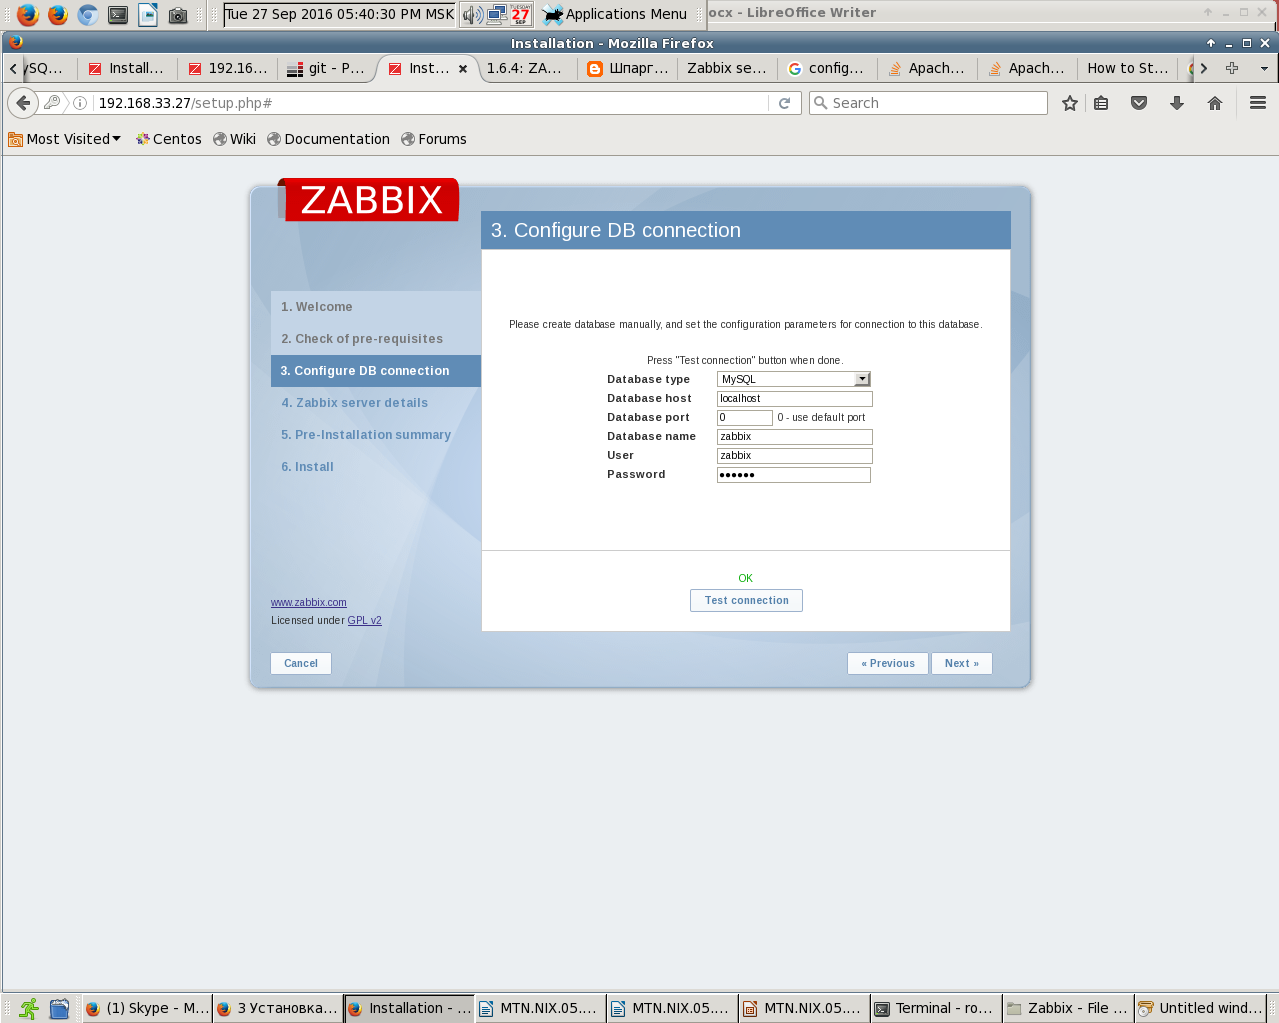 Tue 27 Sep 2016 05:40:30 PM MSK
TUESDAY
27
SEP
Applications Menu
ocx - LibreOffice Writer
Installation - Mozilla Firefox
ySQ...
Install...
192.16...
git - P...
Inst...
1.6.4: ZA...
Шпарг...
Zabbix se...
config...
Apach...
Apach...
How to St...
192.168.33.27/setup.php#
Search
Most Visited
Centos
Wiki
Documentation
Forums
ZABBIX
3. Configure DB connection
1. Welcome
2. Check of pre-requisites
3. Configure DB connection
4. Zabbix server details
5. Pre-Installation summary
6. Install
Please create database manually, and set the configuration parameters for connection to this database.
Press "Test connection" button when done.
Database type MySQL
Database host localhost
Database port 0 0 - use default port
Database name zabbix
User zabbix
Password ●●●●●●
OK
Test connection
www.zabbix.com
Licensed under GPL v2
Cancel
« Previous
Next »
(1) Skype - M...
3 Установка...
Installation - ...
MTN.NIX.05....
MTN.NIX.05....
MTN.NIX.05....
Terminal - ro...
Zabbix - File ...
Untitled wind...